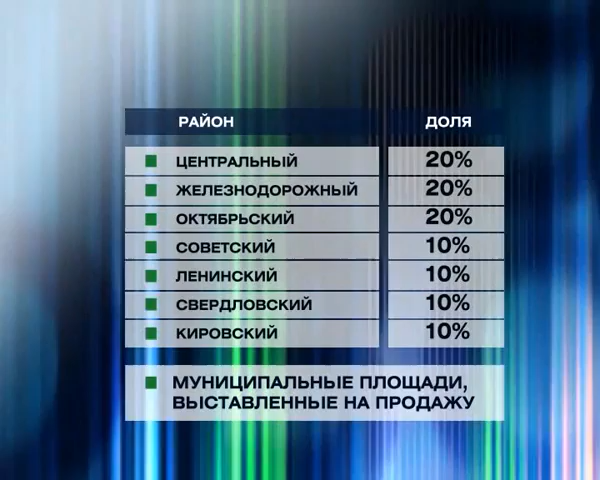 РАЙОН ДОЛЯ
ЦЕНТРАЛЬНЫЙ 20%
ЖЕЛЕЗНОДОРОЖНЫЙ 20%
ОКТЯБРЬСКИЙ 20%
СОВЕТСКИЙ 10%
ЛЕНИНСКИЙ 10%
СВЕРДЛОВСКИЙ 10%
КИРОВСКИЙ 10%
МУНИЦИПАЛЬНЫЕ ПЛОЩАДИ,
ВЫСТАВЛЕННЫЕ НА ПРОДАЖУ